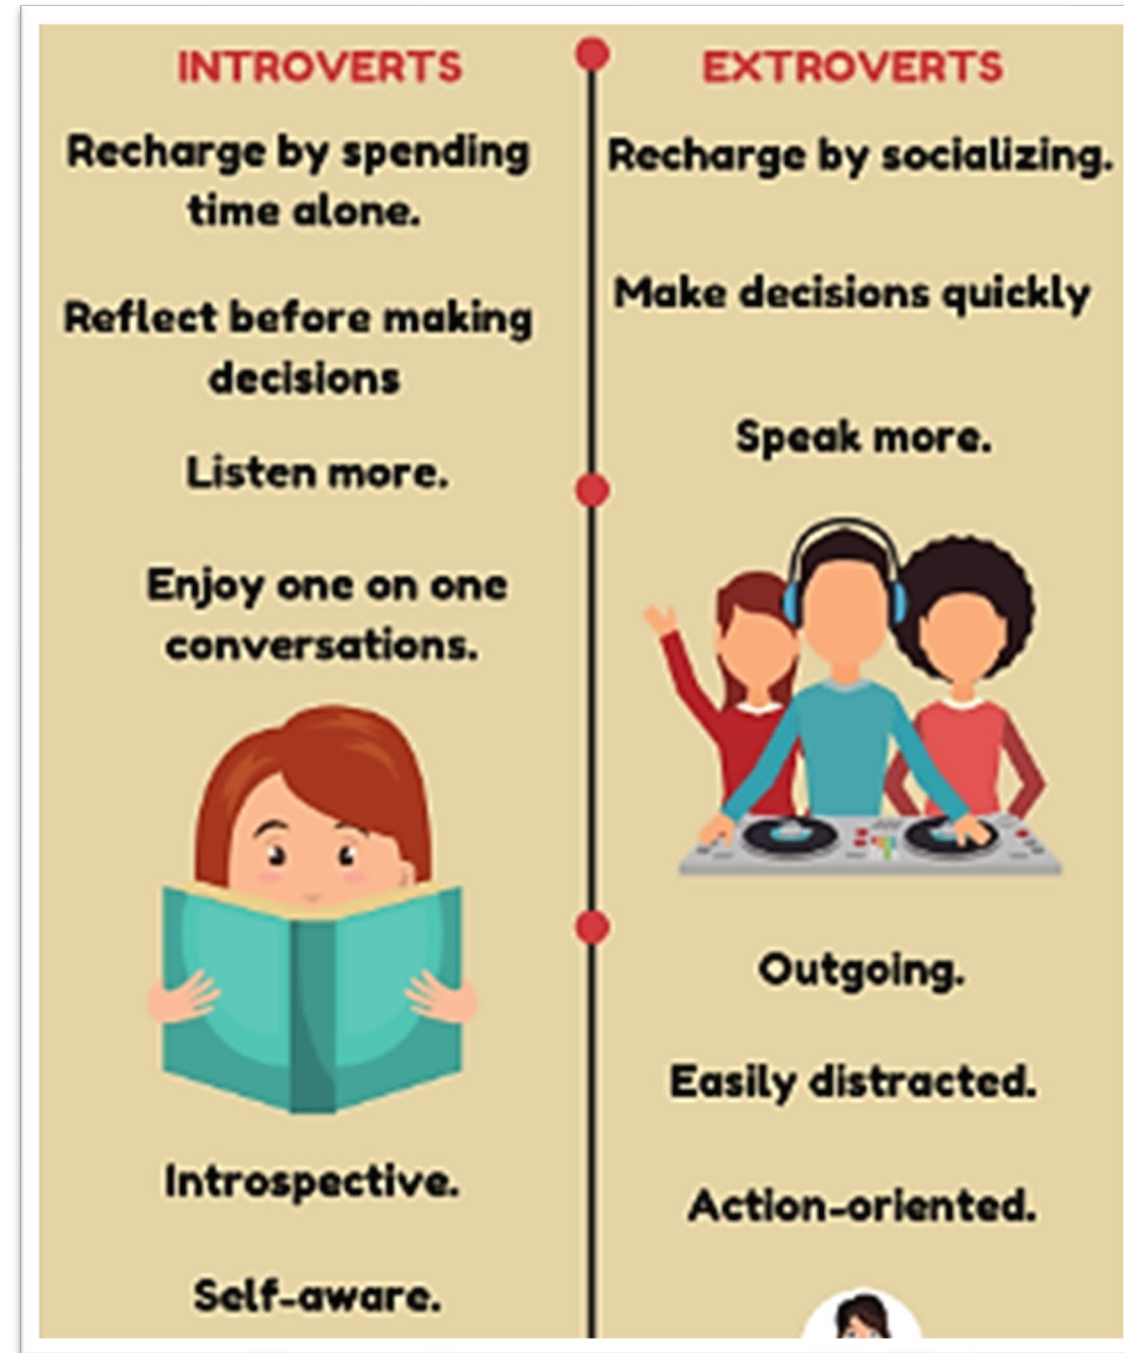 INTROVERTS
Recharge by spending
time alone.
Reflect before making
decisions
Listen more.
Enjoy one on one
conversations.
Introspective.
Self-aware.
EXTROVERTS
Recharge by socializing.
Make decisions quickly
Speak more.
Outgoing.
Easily distracted.
Action-oriented.